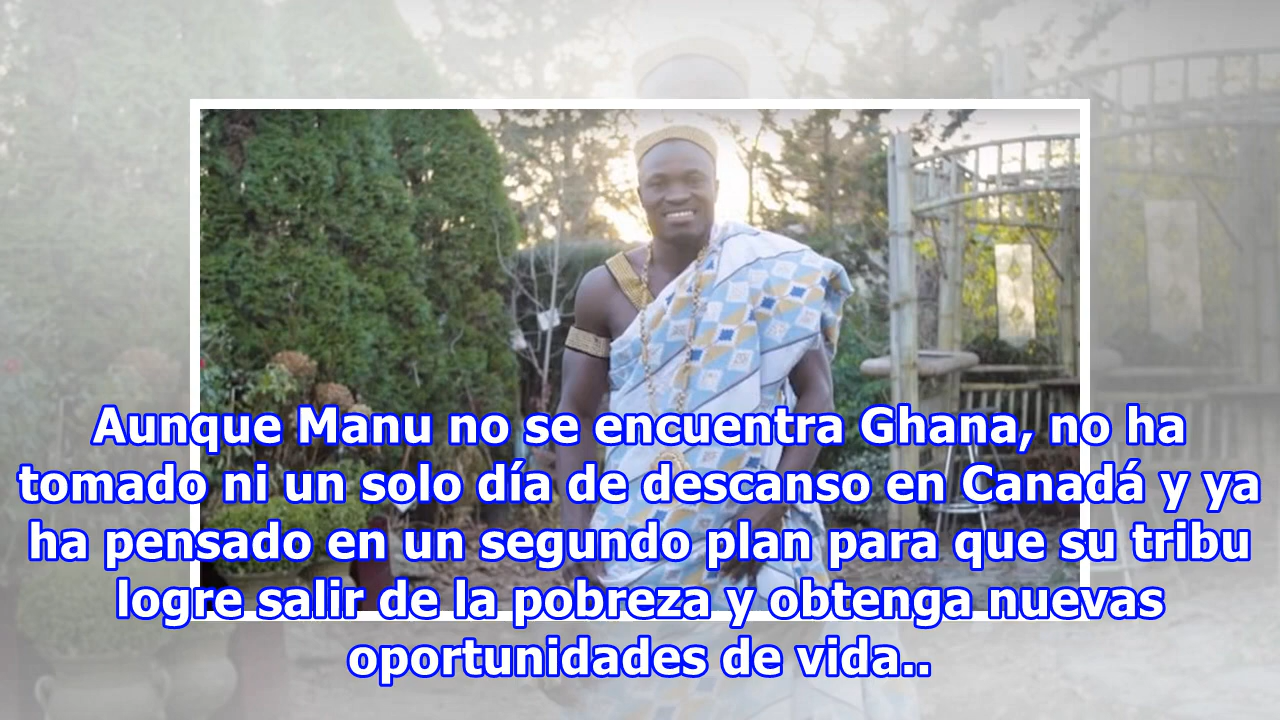 Aunque Manu no se encuentra Ghana, no ha
tomado ni un solo día de descanso en Canadá y ya
ha pensado en un segundo plan para que su tribu
logre salir de la pobreza y obtenga nuevas
oportunidades de vida..